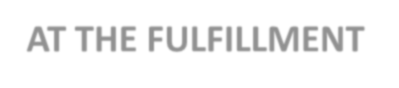 AT THE FULFILLMENT